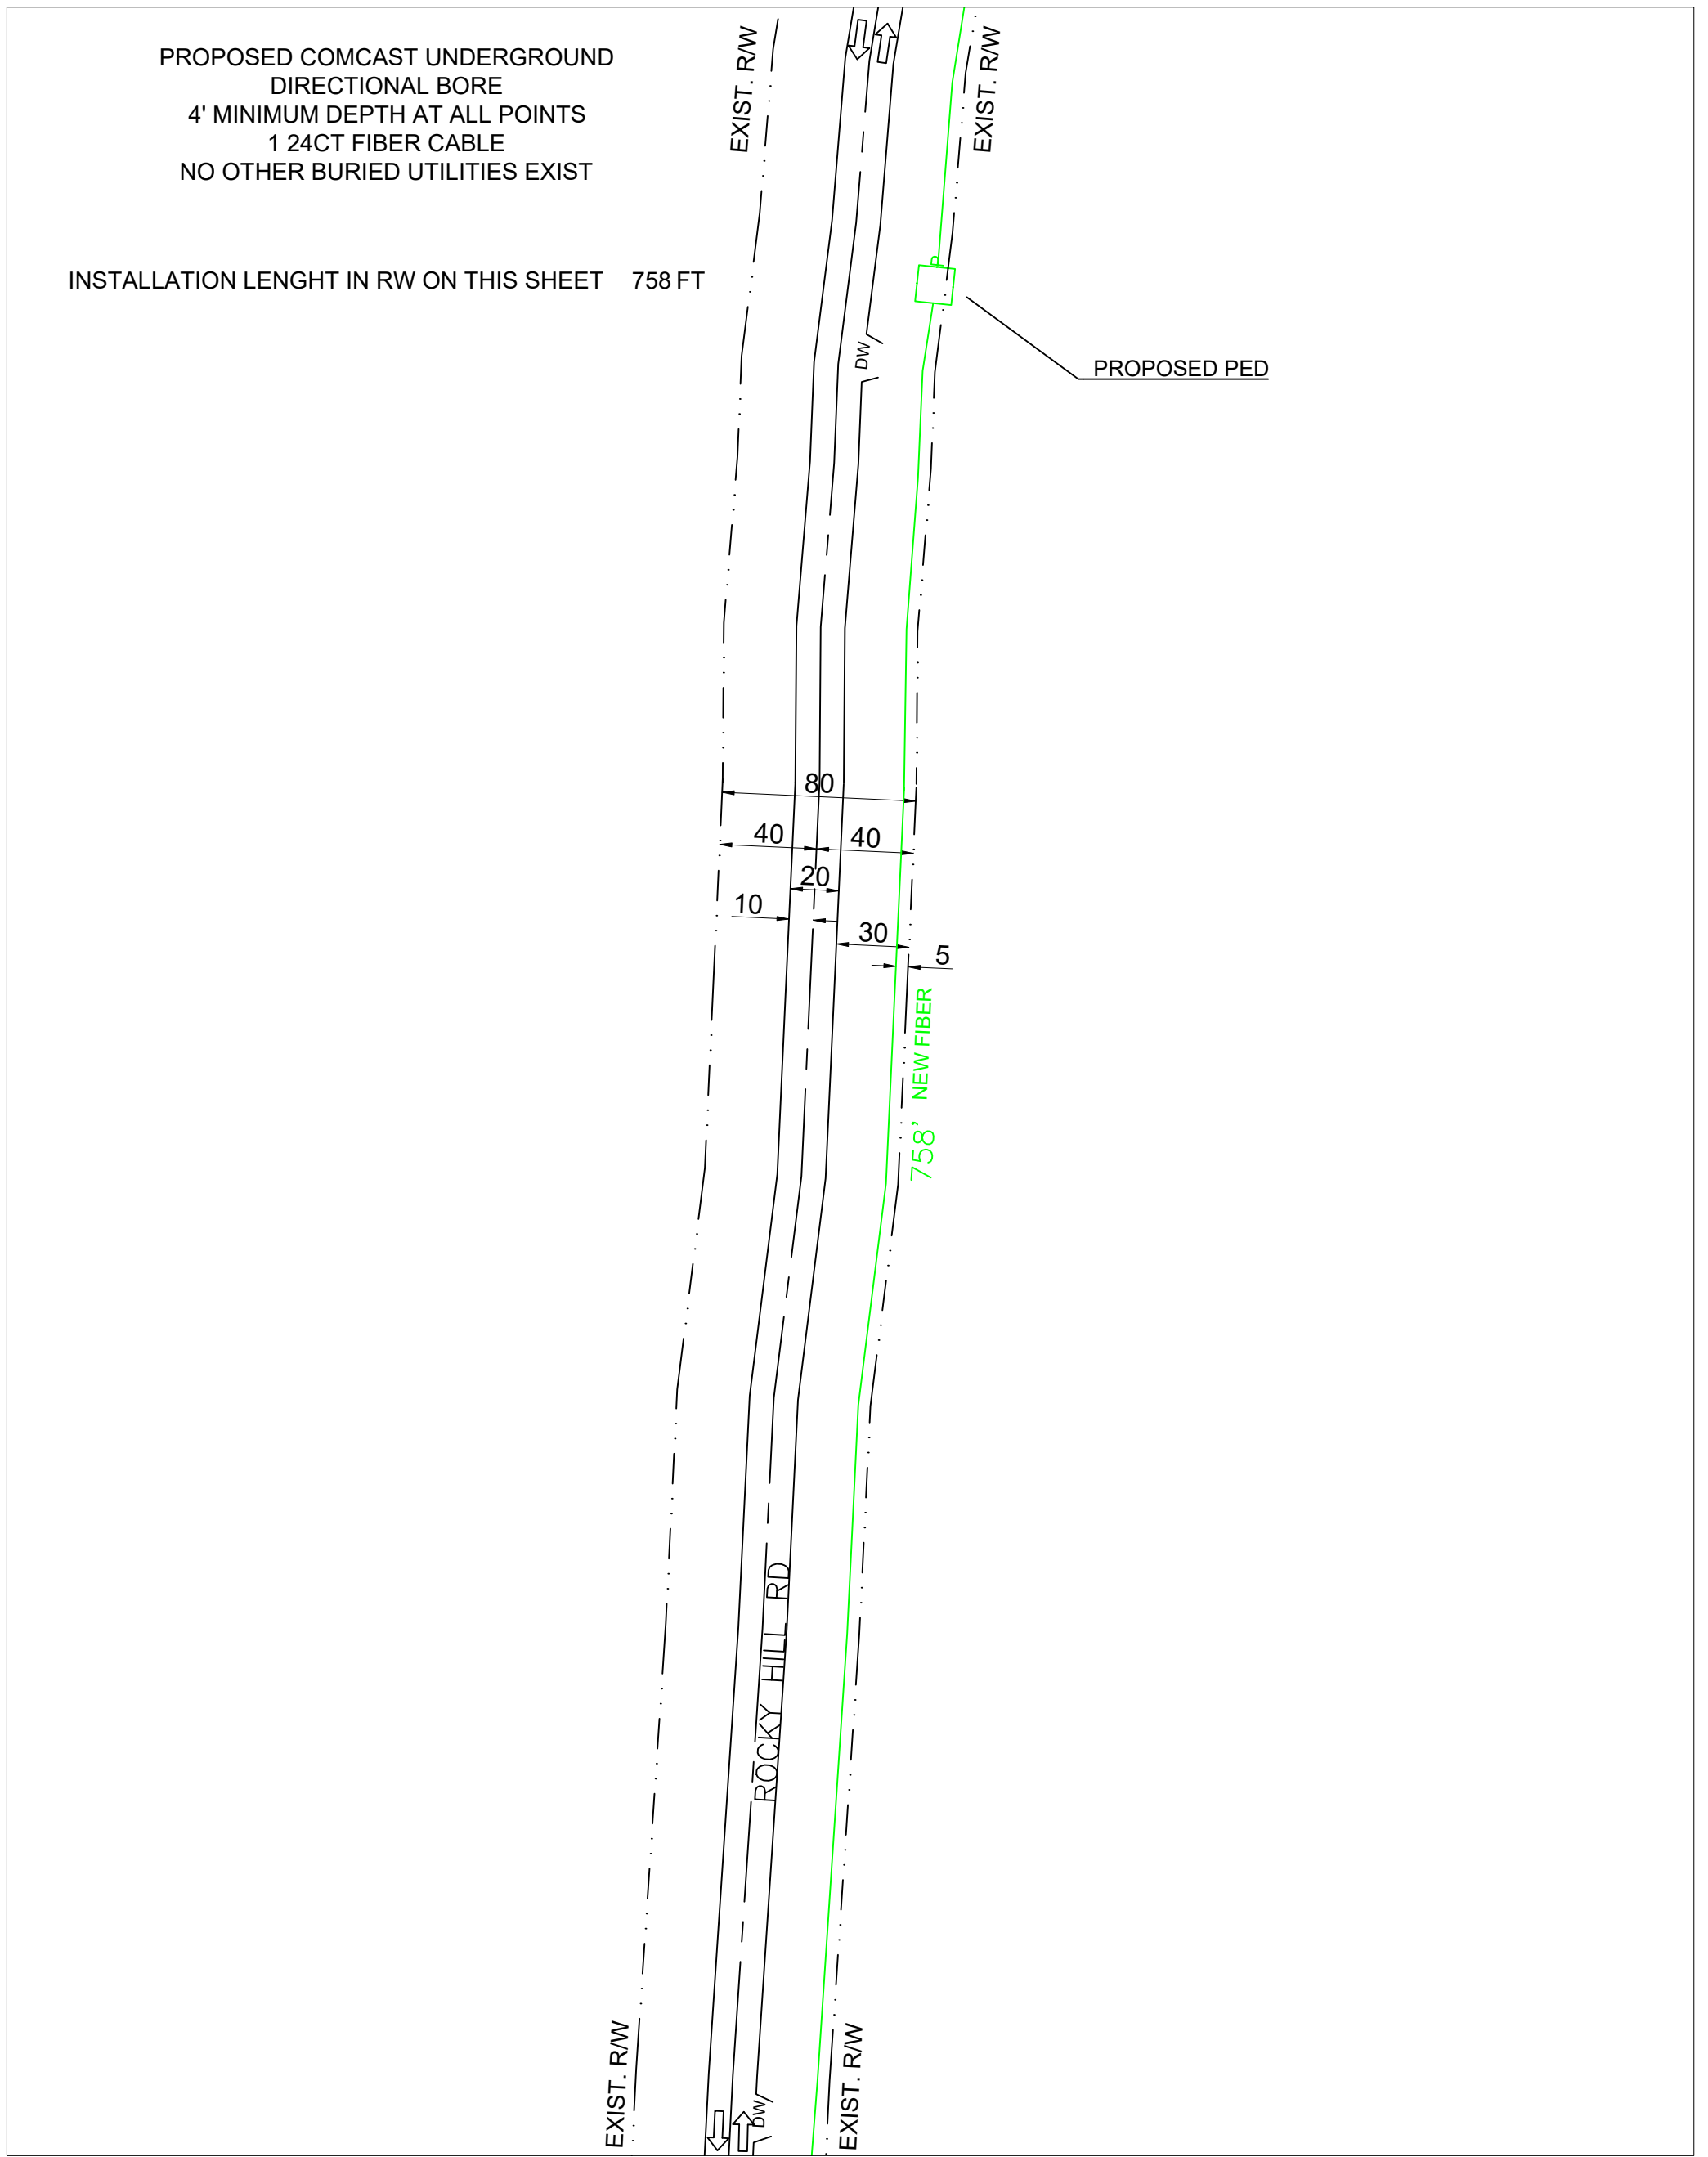 PROPOSED COMCAST UNDERGROUND
DIRECTIONAL BORE
4' MINIMUM DEPTH AT ALL POINTS
1 24CT FIBER CABLE
NO OTHER BURIED UTILITIES EXIST
EXIST. R/W
EXIST. R/W
INSTALLATION LENGHT IN RW ON THIS SHEET 758 FT
P
DW
PROPOSED PED
80
40
40
20
10
30
5
758' NEW FIBER
ROCKY HILL RD
EXIST. R/W
DW
EXIST. R/W